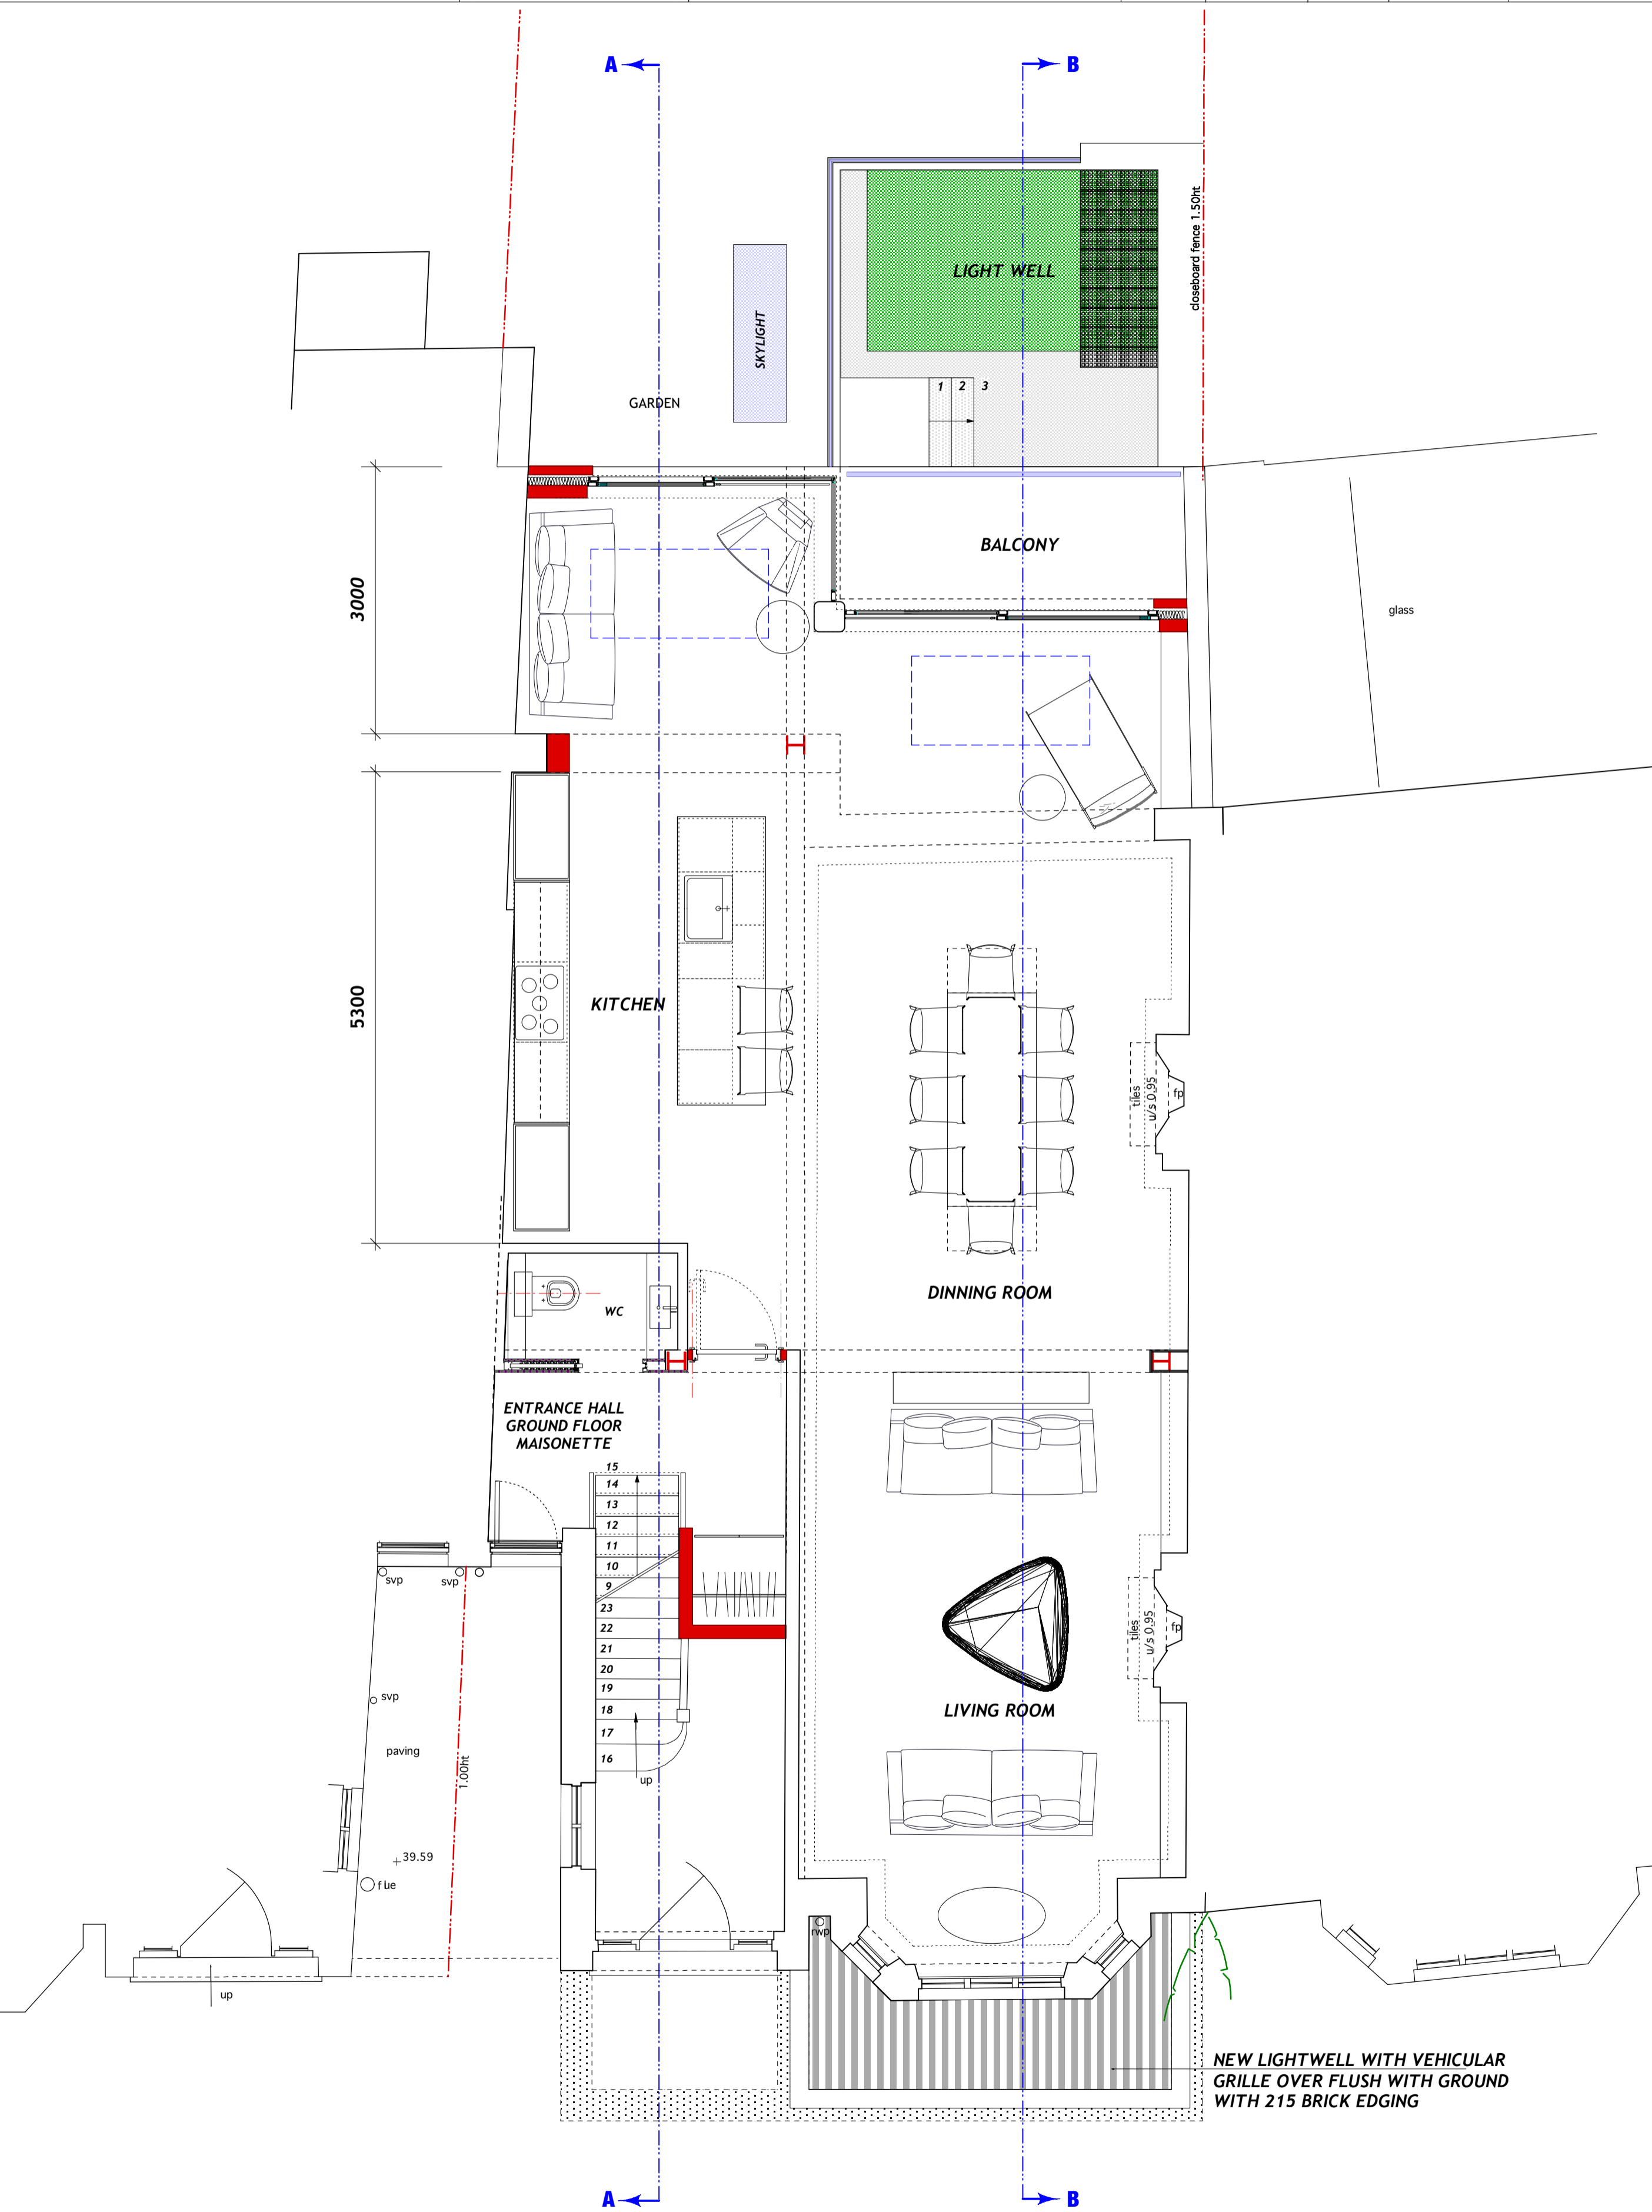 A
B
closeboard fence 1.50ht
LIGHT WELL
SKYLIGHT
1 2 3
GARDEN
BALCONY
3000
glass
5300
KITCHEN
tiles
u/s 0.95
fp
DINNING ROOM
WC
ENTRANCE HALL
GROUND FLOOR
MAISONETTE
15
14
13
12
11
10
9
23
22
21
20
19
18
17
16
up
svp
svp
tiles
u/s 0.95
fp
svp
LIVING ROOM
paving
1.00ht
39.59
flue
rwp
up
NEW LIGHTWELL WITH VEHICULAR
GRILLE OVER FLUSH WITH GROUND
WITH 215 BRICK EDGING
A
B